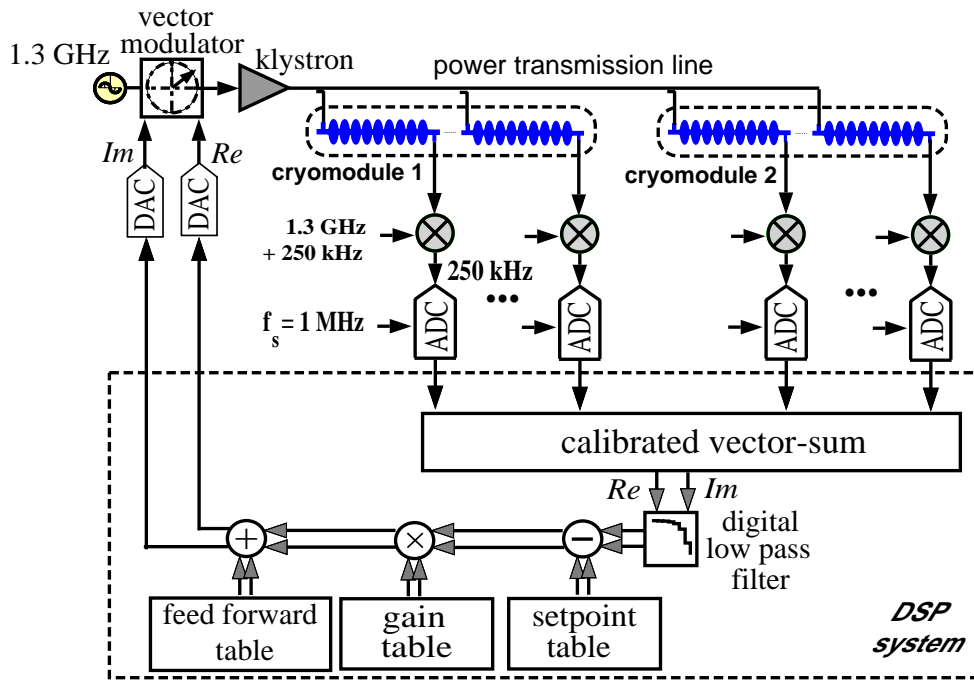 vector
modulator
1.3 GHz
klystron
power transmission line
Im
Re
DAC
DAC
cryomodule 1
cryomodule 2
1.3 GHz
+ 250 kHz
250 kHz
•••
•••
f_s = 1 MHz
ADC
ADC
ADC
ADC
calibrated vector-sum
Re
Im
digital
low pass
filter
+
×
−
feed forward
table
gain
table
setpoint
table
DSP
system